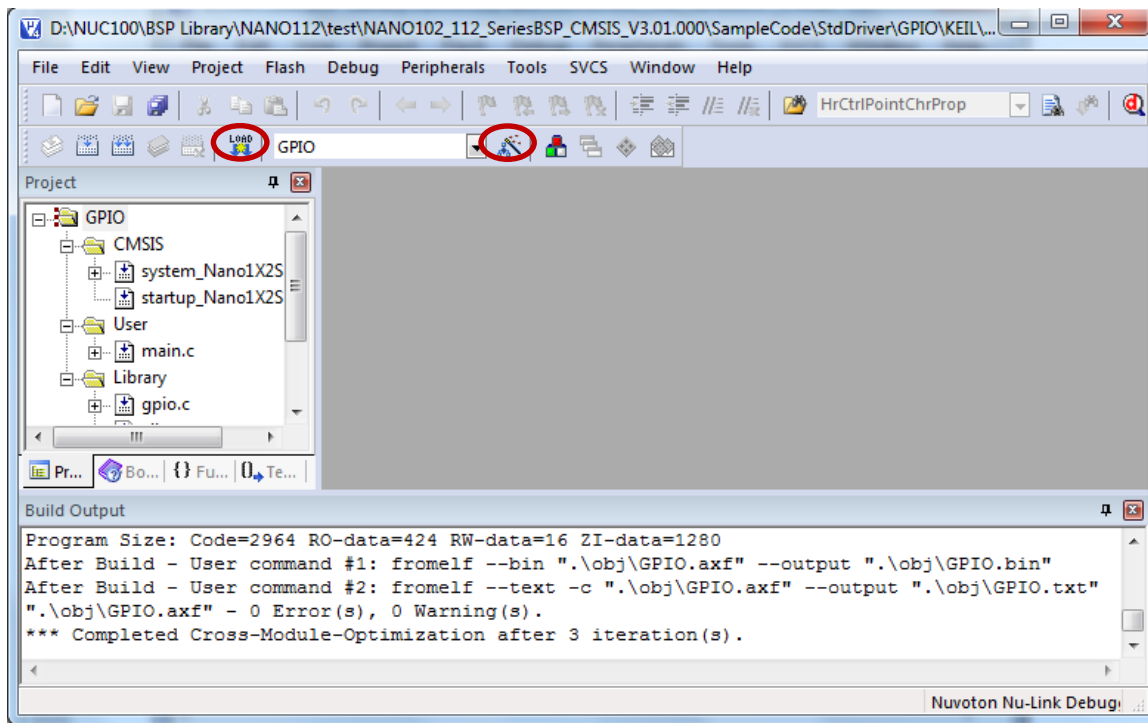 D:\NUC100\BSP Library\NANO112\test\NANO102_112_SeriesBSP_CMSIS_V3.01.000\SampleCode\StdDriver\GPIO\KEIL\...
File Edit View Project Flash Debug Peripherals Tools SVCS Window Help
HrCtrlPointChrProp
LOAD GPIO
Project
GPIO
CMSIS
system_Nano1X2S
startup_Nano1X2S
User
main.c
Library
gpio.c
Pr... Bo... {} Fu... 0 Te...
Build Output
Program Size: Code=2964 RO-data=424 RW-data=16 ZI-data=1280
After Build - User command #1: fromelf --bin ".\obj\GPIO.axf" --output ".\obj\GPIO.bin"
After Build - User command #2: fromelf --text -c ".\obj\GPIO.axf" --output ".\obj\GPIO.txt"
".\obj\GPIO.axf" - 0 Error(s), 0 Warning(s).
*** Completed Cross-Module-Optimization after 3 iteration(s).
Nuvoton Nu-Link Debug